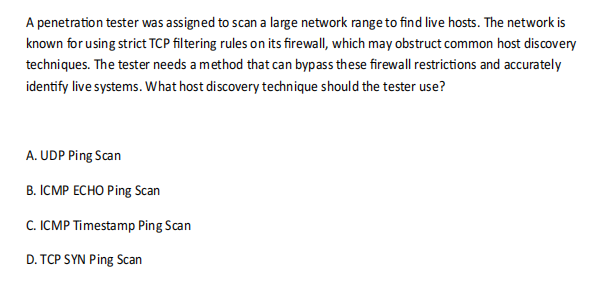 A penetration tester was assigned to scan a large network range to find live hosts. The network is
known for using strict TCP filtering rules on its firewall, which may obstruct common host discovery
techniques. The tester needs a method that can bypass these firewall restrictions and accurately
identify live systems. What host discovery technique should the tester use?
A. UDP Ping Scan
B. ICMP ECHO Ping Scan
C. ICMP Timestamp Ping Scan
D. TCP SYN Ping Scan